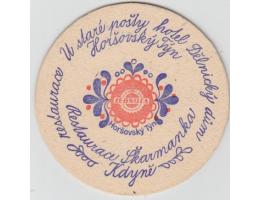 restaurace U staré pošty hotel Dělnický dům
Horšovský Týn
Horšovský Týn
Restaurace Škarmanka
Kdyně